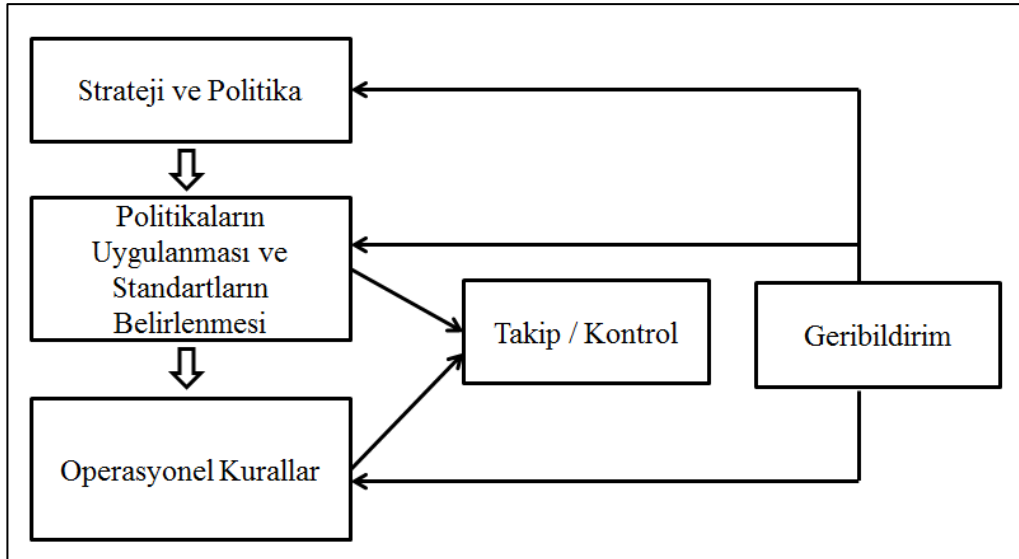 Strateji ve Politika
Politikaların
Uygulanması ve
Standartların
Belirlenmesi
Takip / Kontrol
Geribildirim
Operasyonel Kurallar